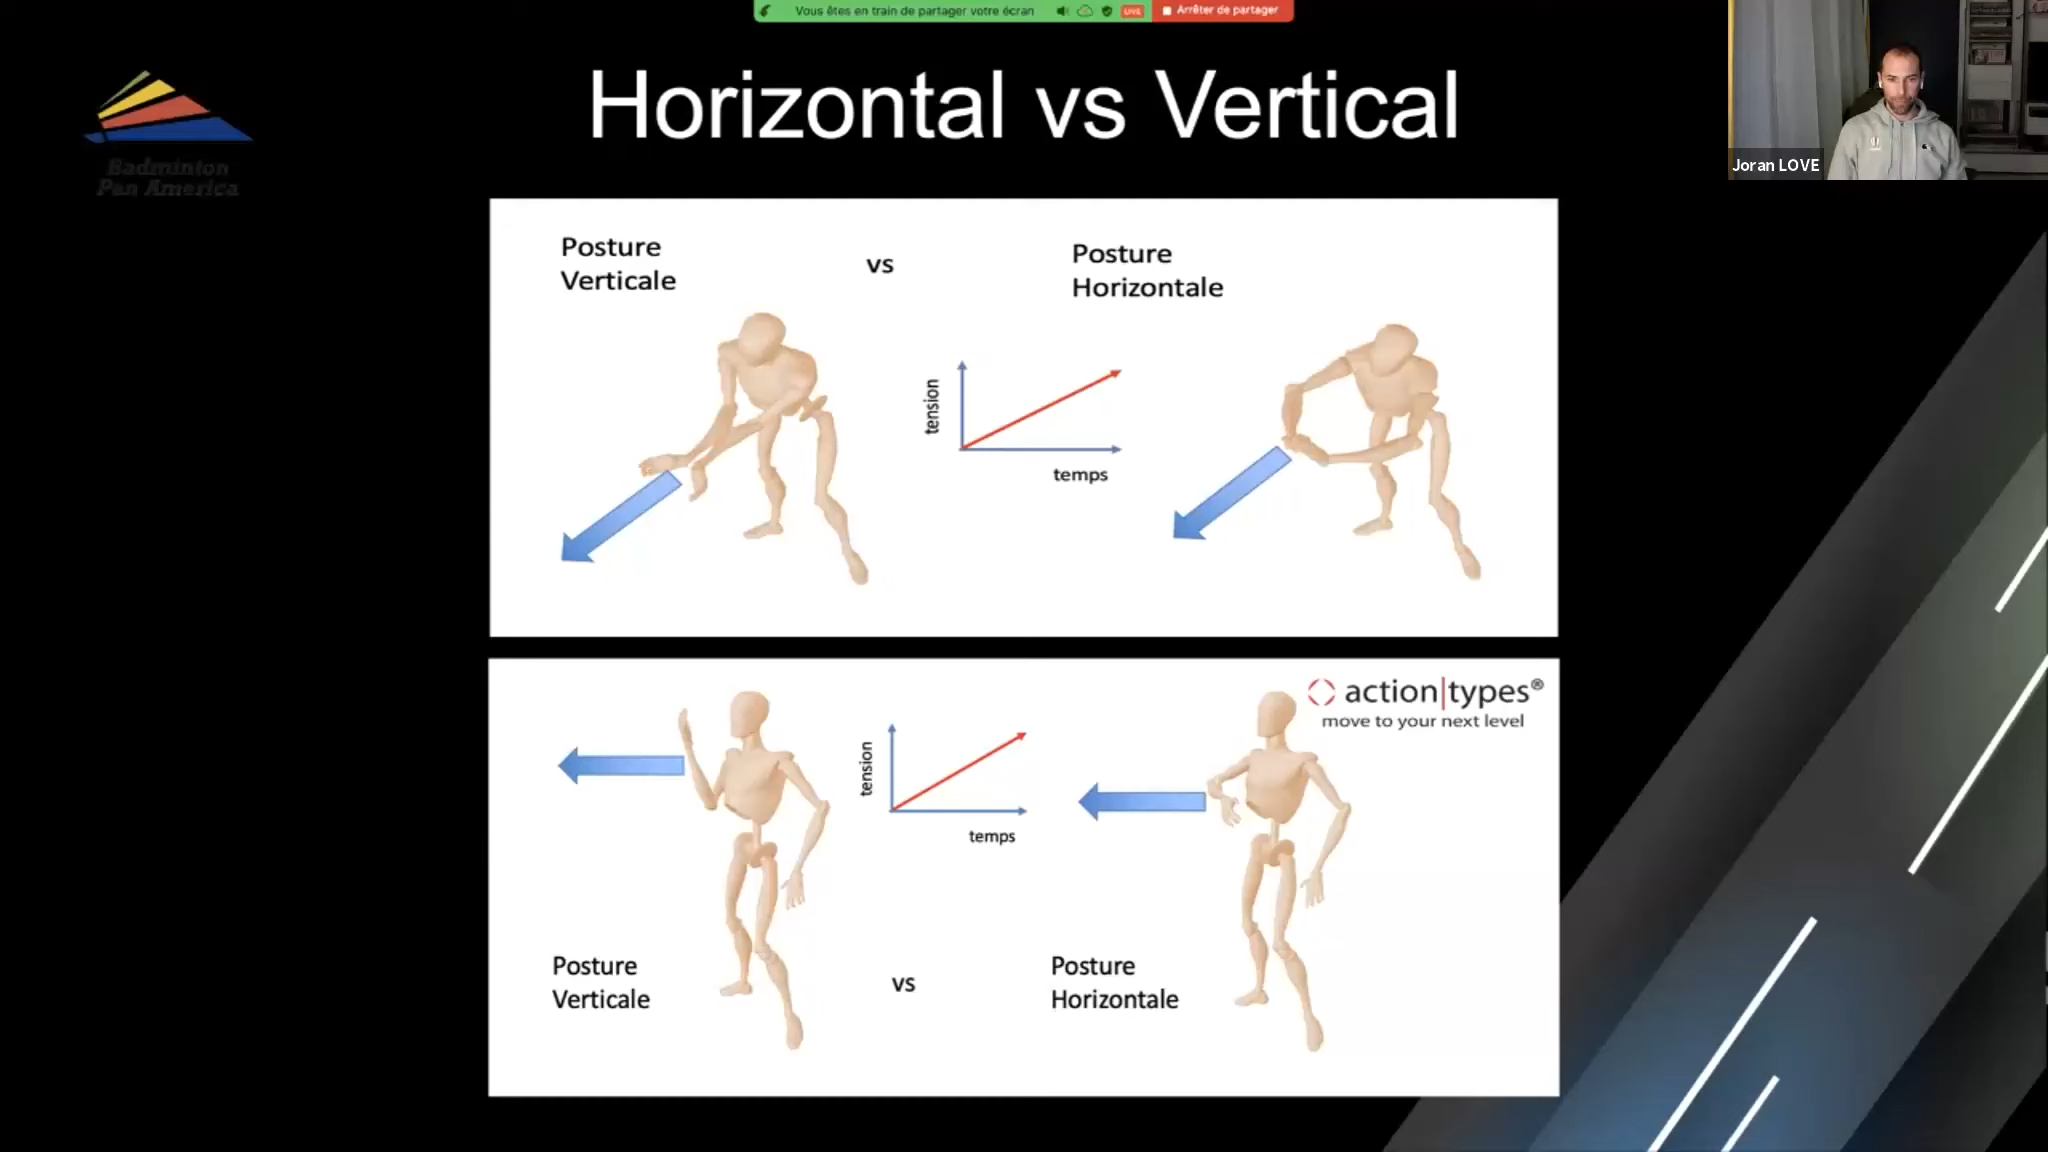 Vous êtes en train de partager votre écran
LIVE
Arrêter de partager
Horizontal vs Vertical
Badminton
Pan America
Joran LOVE
Posture
Verticale
vs
Posture
Horizontale
tension
temps
action|types®
move to your next level
tension
temps
Posture
Verticale
vs
Posture
Horizontale